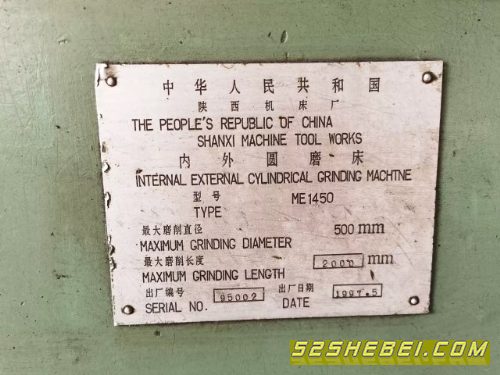 中华人民共和国
陕西机床厂
THE PEOPLE'S REPUBLIC OF CHINA
SHANXI MACHINE TOOL WORKS
内外圆磨床
INTERNAL EXTERNAL CYLINDRICAL GRINDING MACHTNE
型号 ME1450
TYPE
最大磨削直径 500 mm
MAXIMUM GRINDING DIAMETER
最大磨削长度 2000 mm
MAXIMUM GRINDING LENGTH
出厂编号 95002 出厂日期 1997.5
SERIAL NO. DATE
52SHEBEI.COM